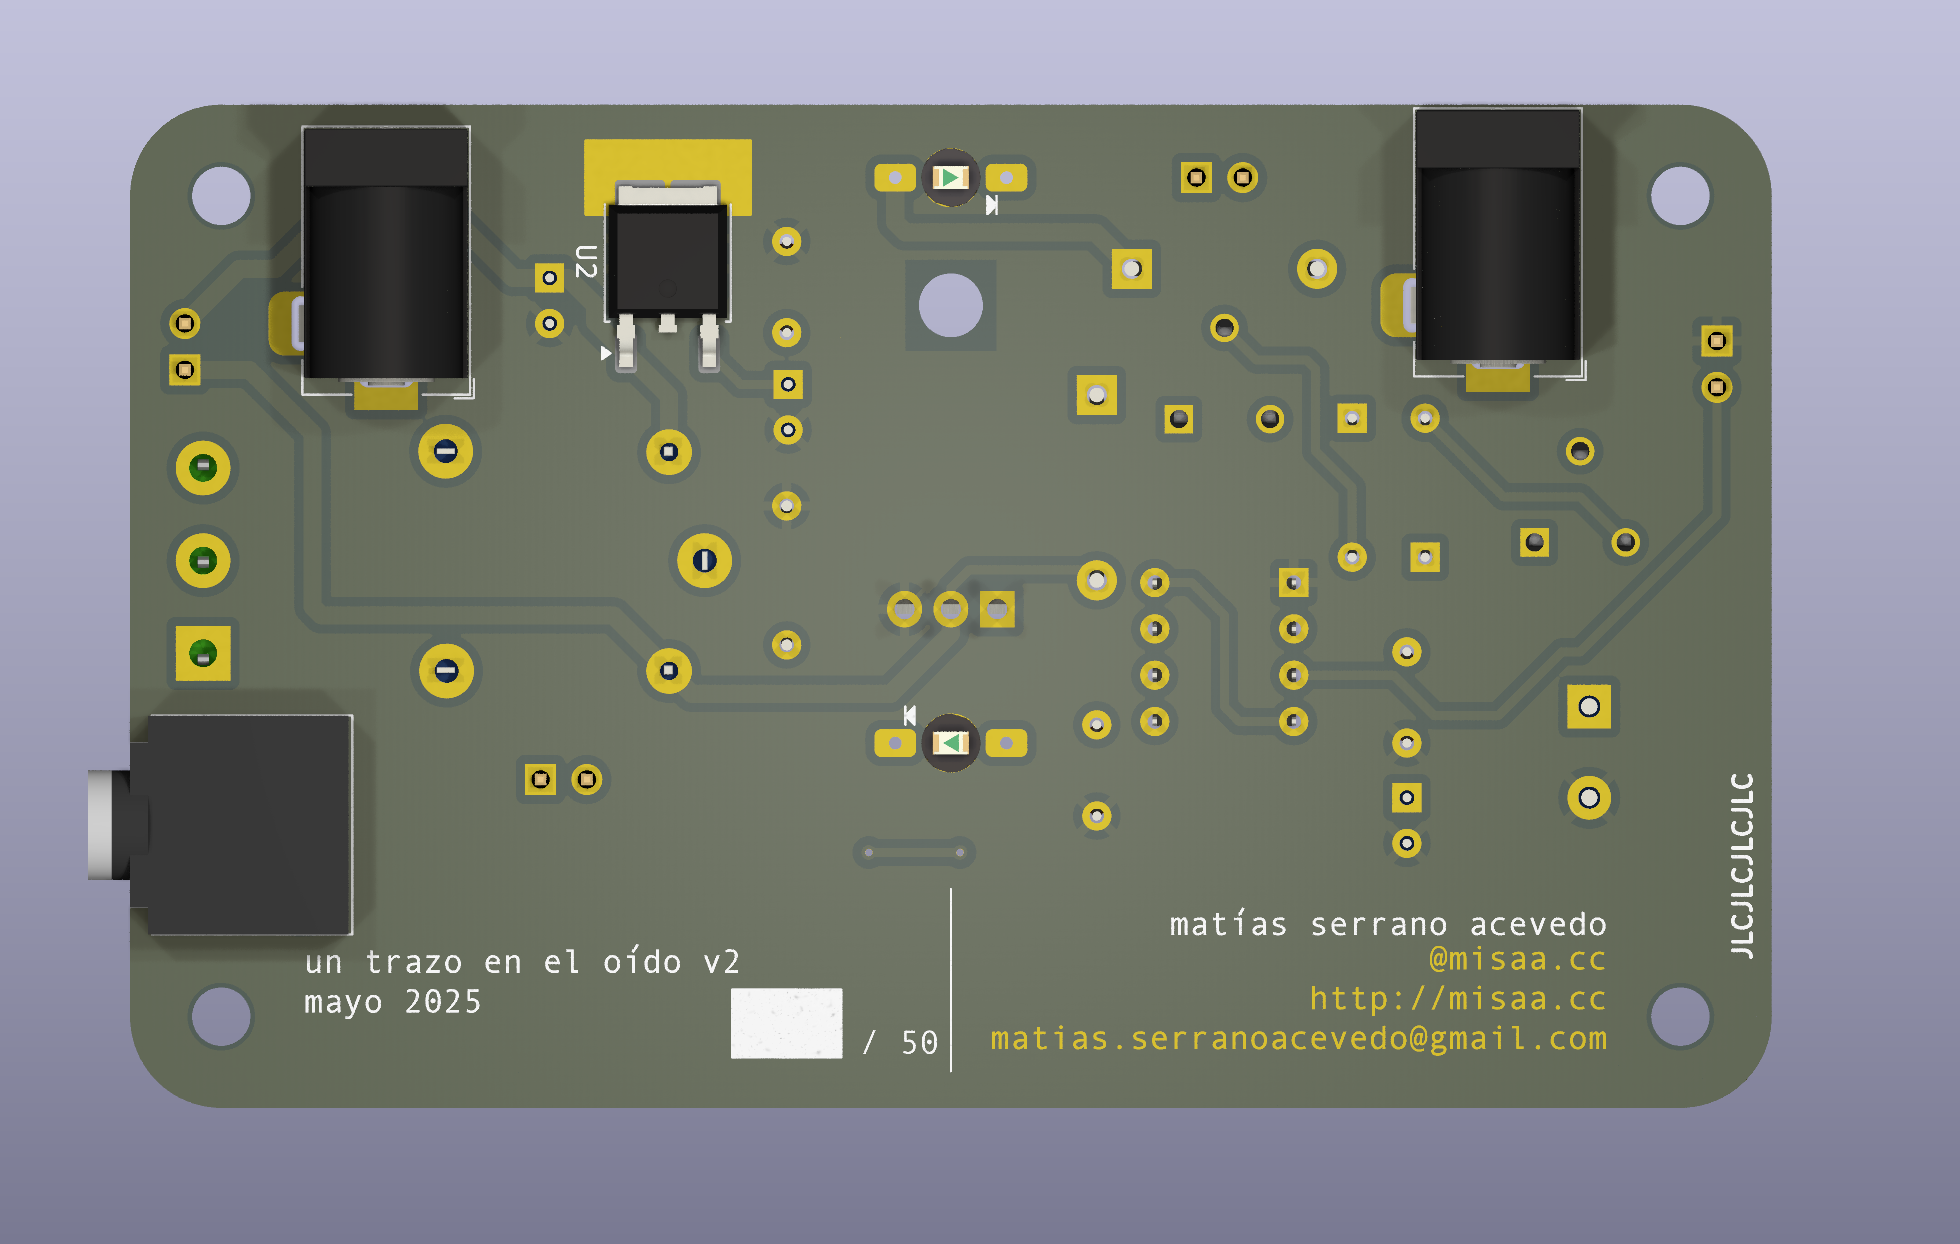 U2
un trazo en el oído v2
mayo 2025
/ 50
matías serrano acevedo
@misaa.cc
http://misaa.cc
matias.serranoacevedo@gmail.com
JLCJLCJLCJLCJLC